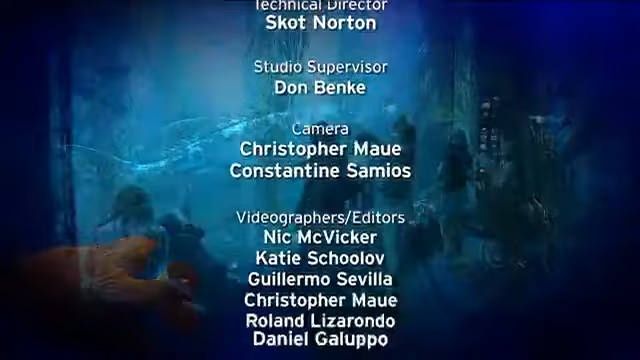 Technical Director
Skot Norton
Studio Supervisor
Don Benke
Camera
Christopher Maue
Constantine Samios
Videographers/Editors
Nic McVicker
Katie Schoolov
Guillermo Sevilla
Christopher Maue
Roland Lizarondo
Daniel Galuppo